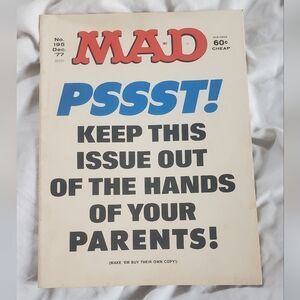 No.
195
Dec.
'77
MAD
60¢
CHEAP
PSSST!
KEEP THIS
ISSUE OUT
OF THE HANDS
OF YOUR
PARENTS!
(MAKE 'EM BUY THEIR OWN COPY!)